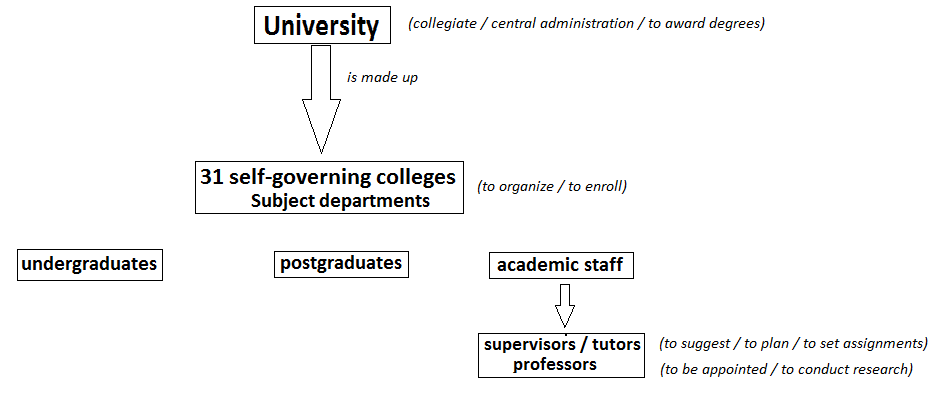 University (collegiate / central administration / to award degrees)
is made up
31 self-governing colleges
Subject departments
(to organize / to enroll)
undergraduates
postgraduates
academic staff
supervisors / tutors
professors
(to suggest / to plan / to set assignments)
(to be appointed / to conduct research)